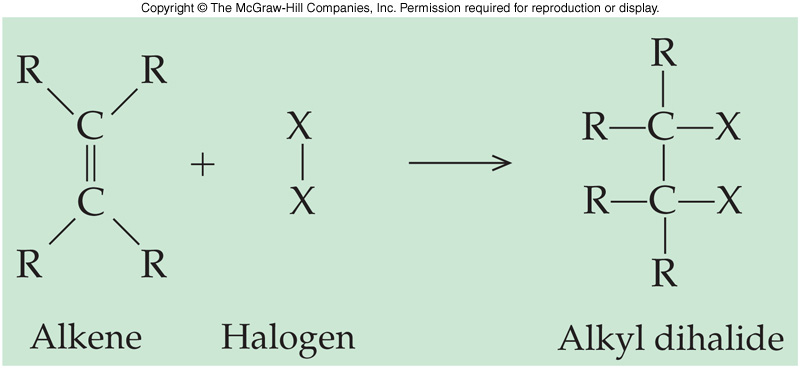 Copyright © The McGraw-Hill Companies, Inc. Permission required for reproduction or display.
R R R
C X R—C—X
+
C X R—C—X
R R R
Alkene Halogen Alkyl dihalide